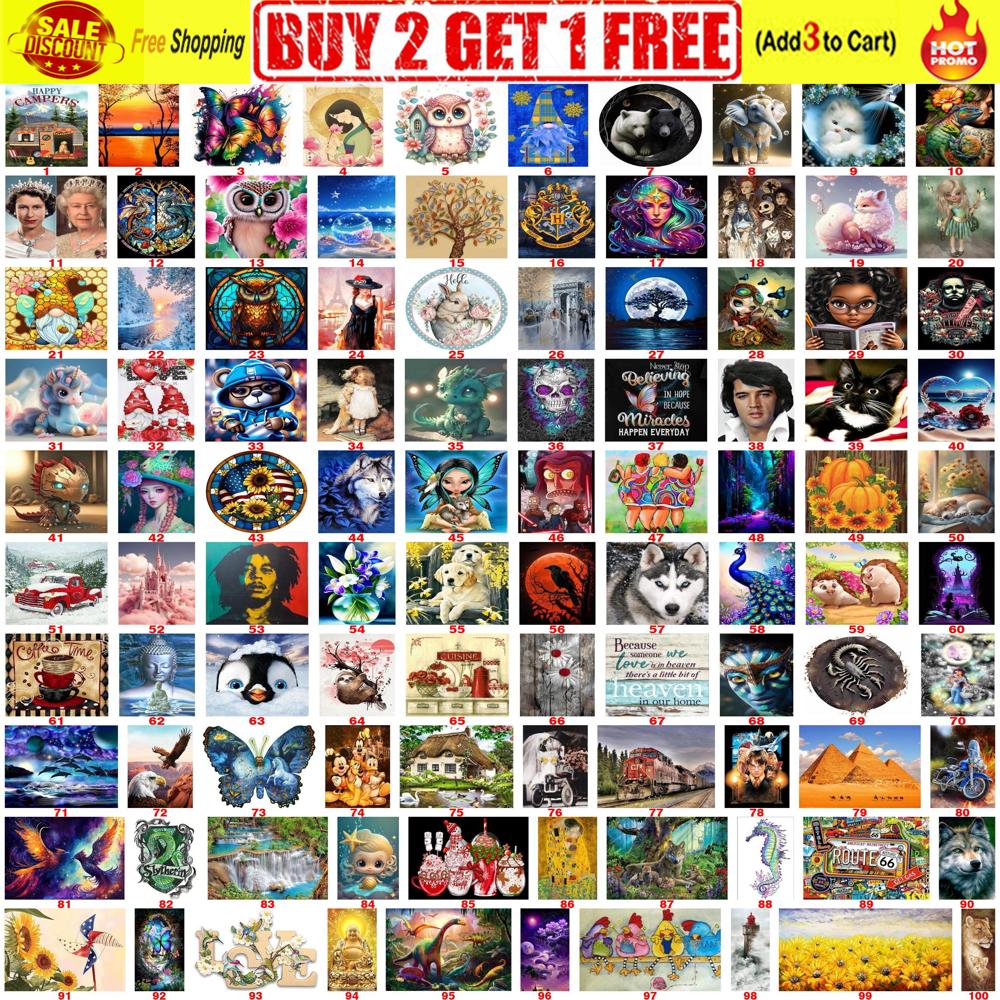 SALE
DISCOUNT
Free Shopping
BUY 2 GET 1 FREE
(Add 3 to Cart)
HOT
PROMO
HAPPY
CAMPERS
1 2 3 4 5 6 7 8 9 10
11 12 13 14 15 16 17 18 19 20
21 22 23 24 25 26 27 28 29 30
Never Stop
Believing
IN HOPE
BECAUSE
Miracles
HAPPEN EVERYDAY
31 32 33 34 35 36 37 38 39 40
41 42 43 44 45 46 47 48 49 50
51 52 53 54 55 56 57 58 59 60
Coffee Time
CUISINE
Because
someone we
love is in heaven
there's a little bit of
heaven
in our home
61 62 63 64 65 66 67 68 69 70
71 72 73 74 75 76 77 78 79 80
Slytherin
ROUTE
66
81 82 83 84 85 86 87 88 89 90
LOVE
91 92 93 94 95 96 97 98 99 100